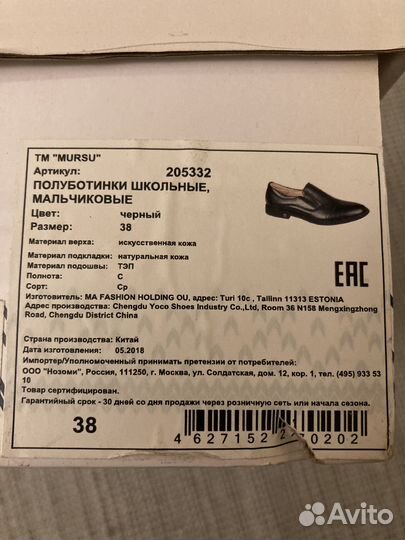 ТМ "MURSU"
Артикул: 205332
ПОЛУБОТИНКИ ШКОЛЬНЫЕ,
МАЛЬЧИКОВЫЕ
Цвет: черный
Размер: 38
Материал верха: искусственная кожа
Материал подкладки: натуральная кожа
Материал подошвы: ТЭП
Полнота: С
Сорт: Ср
EAC
Изготовитель: MA FASHION HOLDING OU, адрес: Turi 10c , Tallinn 11313 ESTONIA
Адрес производства: Chengdu Yoco Shoes Industry Co.,Ltd, Room 36 N158 Mengxingzhong
Road, Chengdu District China
Страна производства: Китай
Дата изготовления: 05.2018
Импортер/Уполномоченный принимать претензии от потребителей:
ООО "Нозоми", Россия, 111250, г. Москва, ул. Солдатская, дом. 12, кор. 1, тел. (495) 933 53
10
Товар сертифицирован.
Гарантийный срок - 30 дней со дня продажи через розничную сеть или начала сезона.
38
4 627152 2 0202
Avito